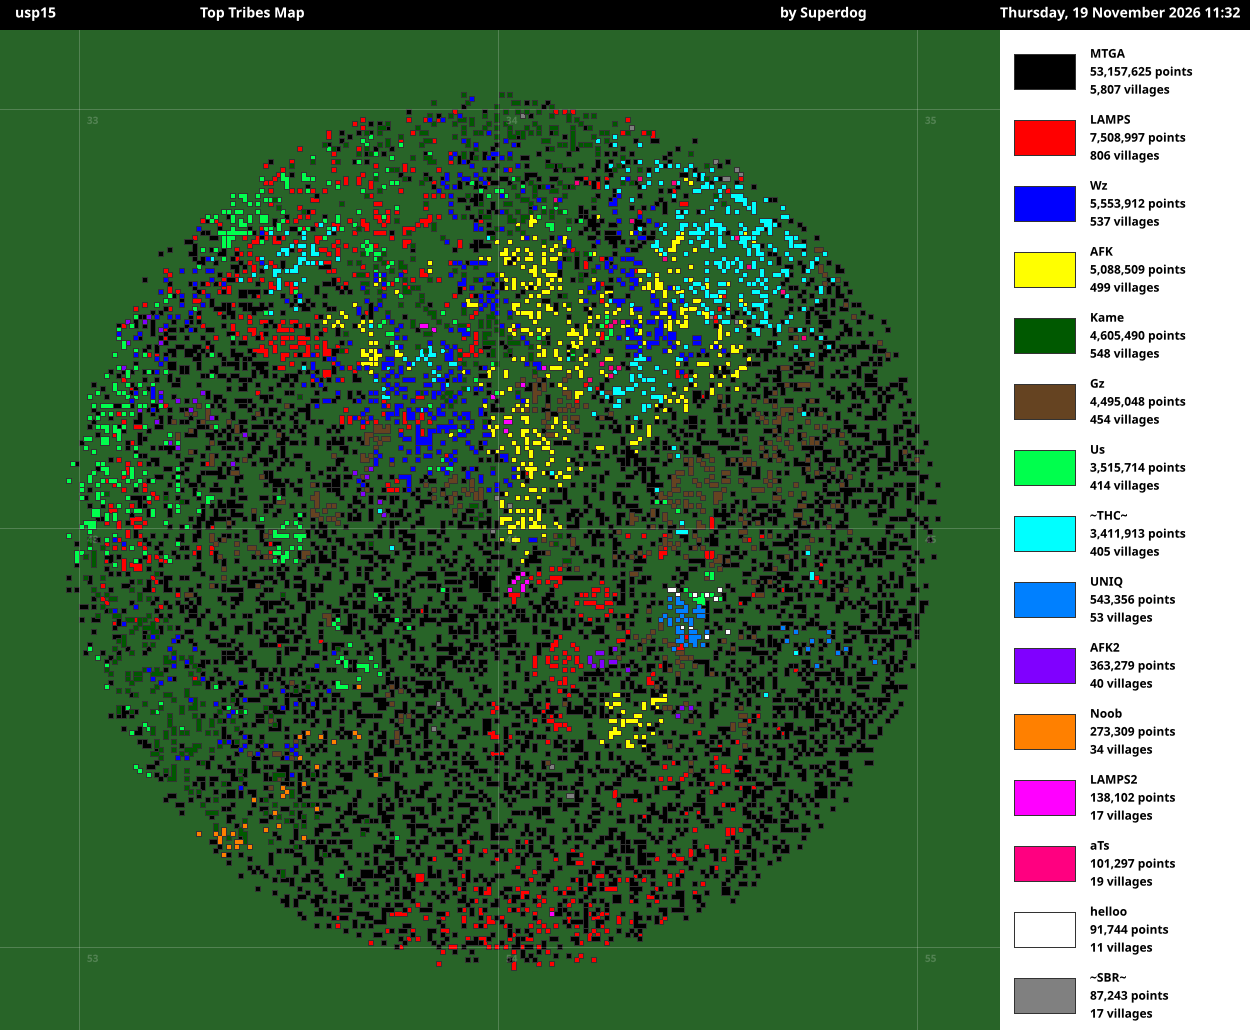 usp15
Top Tribes Map
by Superdog
Thursday, 19 November 2026 11:32
MTGA
53,157,625 points
5,807 villages
LAMPS
7,508,997 points
806 villages
Wz
5,553,912 points
537 villages
AFK
5,088,509 points
499 villages
Kame
4,605,490 points
548 villages
Gz
4,495,048 points
454 villages
Us
3,515,714 points
414 villages
~THC~
3,411,913 points
405 villages
UNIQ
543,356 points
53 villages
AFK2
363,279 points
40 villages
Noob
273,309 points
34 villages
LAMPS2
138,102 points
17 villages
aTs
101,297 points
19 villages
helloo
91,744 points
11 villages
~SBR~
87,243 points
17 villages
33
34
35
53
55